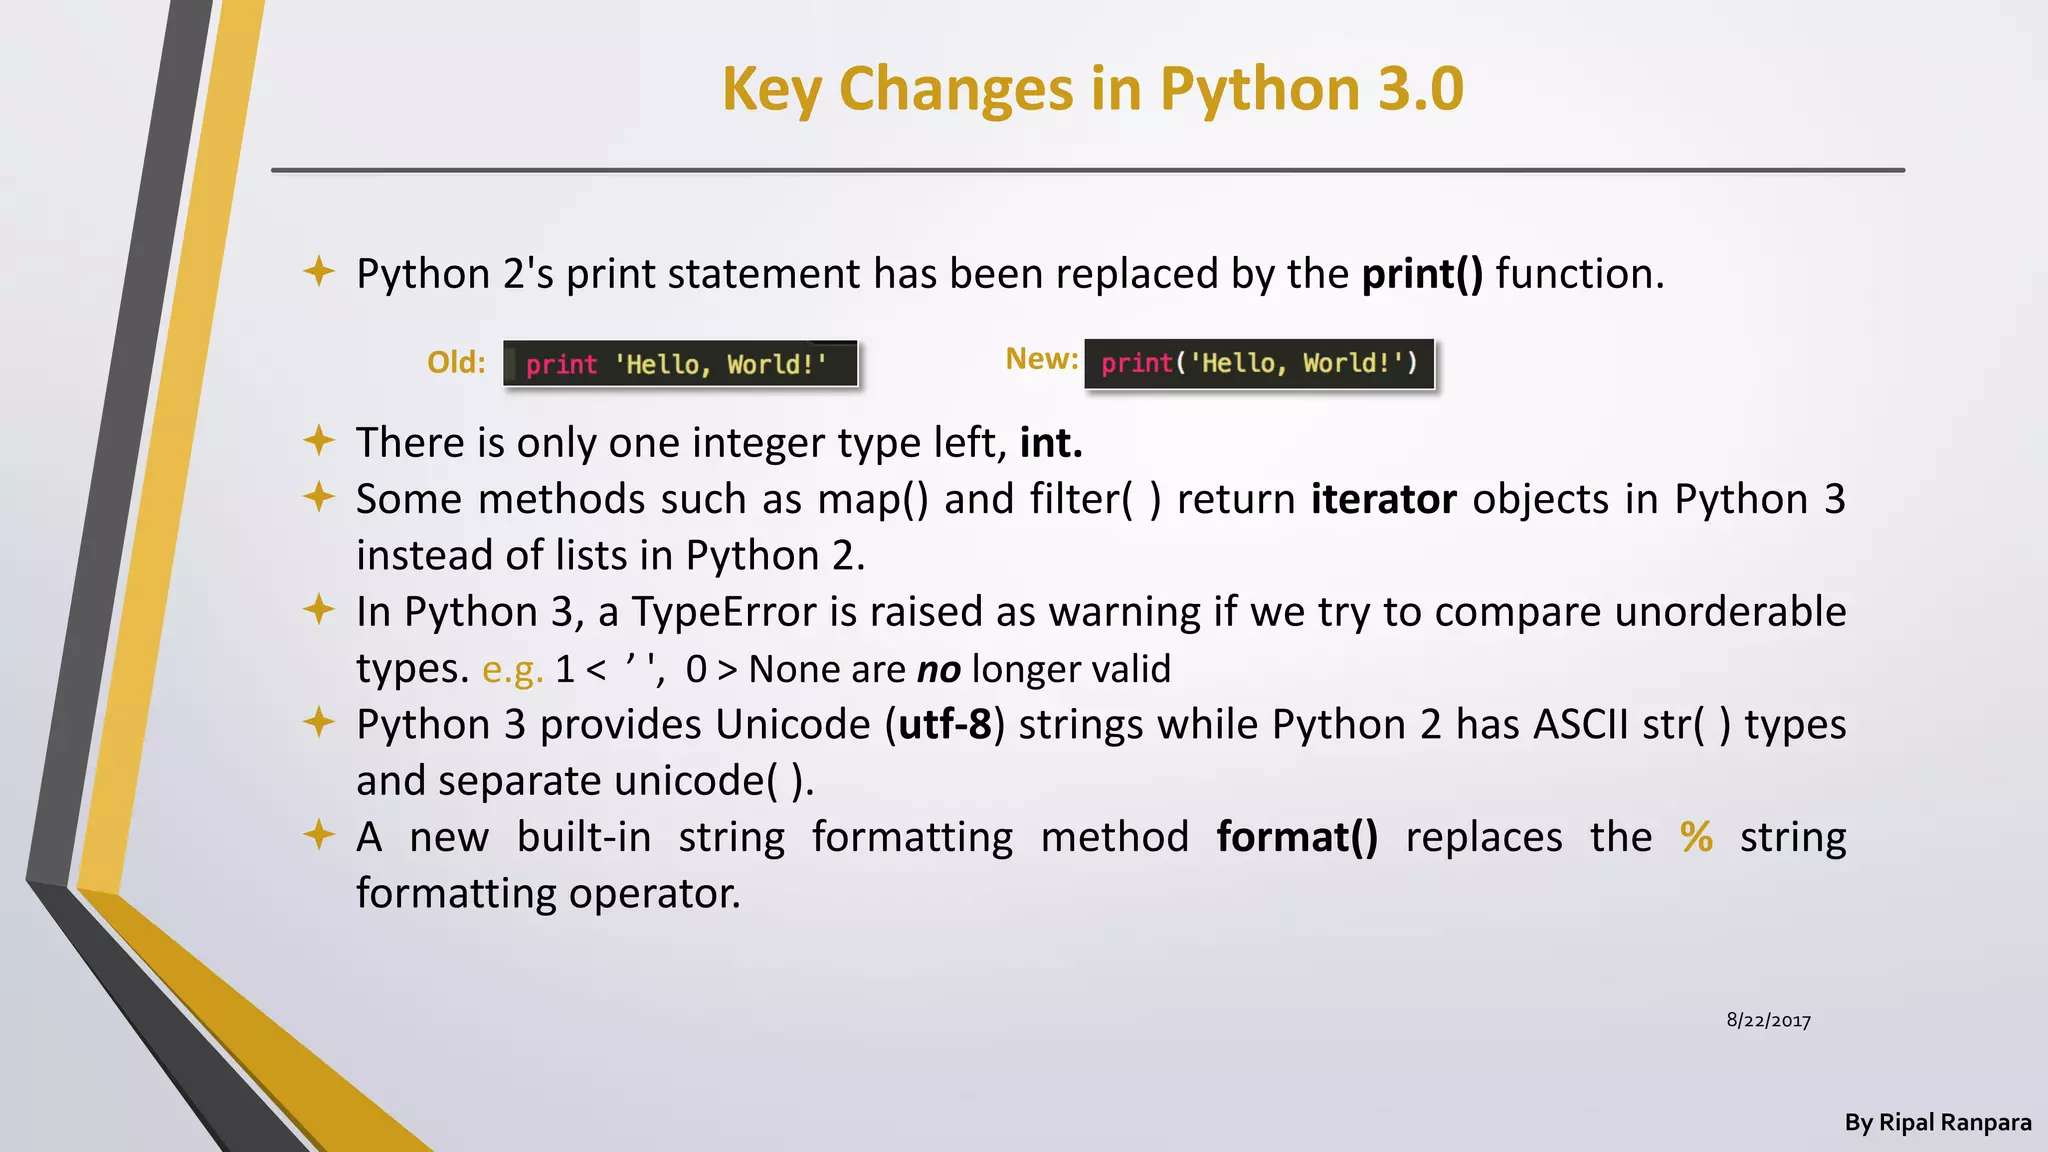 Key Changes in Python 3.0
Python 2's print statement has been replaced by the print() function.
Old: print 'Hello, World!' New: print('Hello, World!')
There is only one integer type left, int.
Some methods such as map() and filter( ) return iterator objects in Python 3
instead of lists in Python 2.
In Python 3, a TypeError is raised as warning if we try to compare unorderable
types. e.g. 1 < ’ ', 0 > None are no longer valid
Python 3 provides Unicode (utf-8) strings while Python 2 has ASCII str( ) types
and separate unicode( ).
A new built-in string formatting method format() replaces the % string
formatting operator.
8/22/2017
By Ripal Ranpara